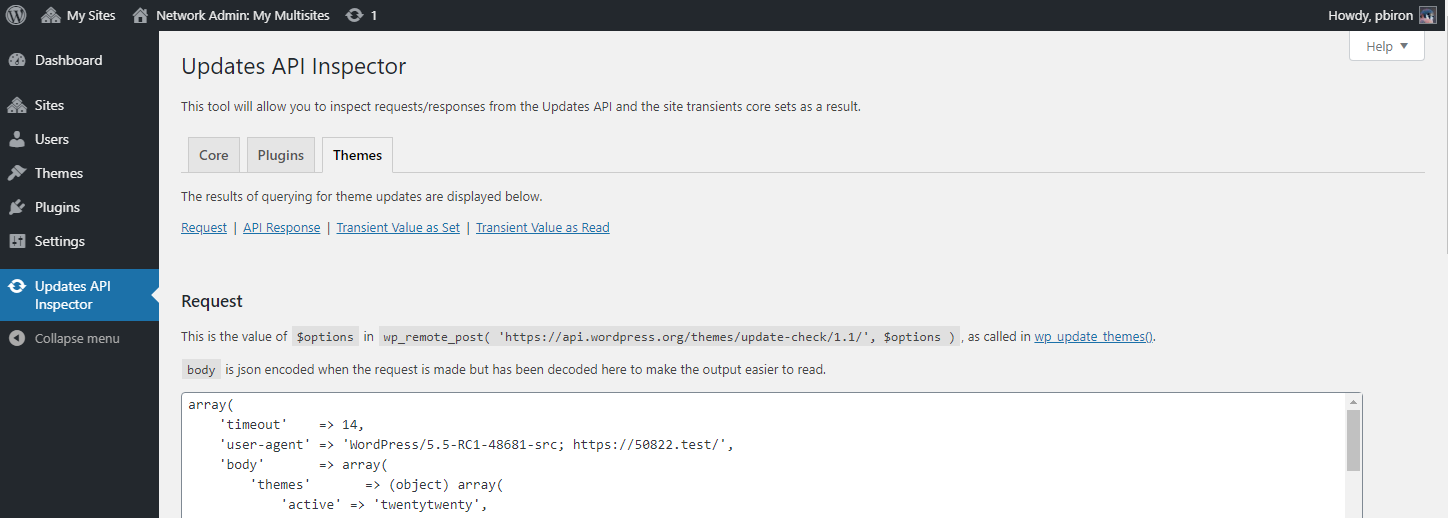 My Sites
Network Admin: My Multisites
1
Howdy, pbiron
Help ▼
Dashboard
Sites
Users
Themes
Plugins
Settings
Updates API
Inspector
Collapse menu
Updates API Inspector
This tool will allow you to inspect requests/responses from the Updates API and the site transients core sets as a result.
Core
Plugins
Themes
The results of querying for theme updates are displayed below.
Request | API Response | Transient Value as Set | Transient Value as Read
Request
This is the value of $options in wp_remote_post( 'https://api.wordpress.org/themes/update-check/1.1/', $options ) , as called in wp_update_themes().
body is json encoded when the request is made but has been decoded here to make the output easier to read.
array(
'timeout' => 14,
'user-agent' => 'WordPress/5.5-RC1-48681-src; https://50822.test/',
'body' => array(
'themes' => (object) array(
'active' => 'twentytwenty',